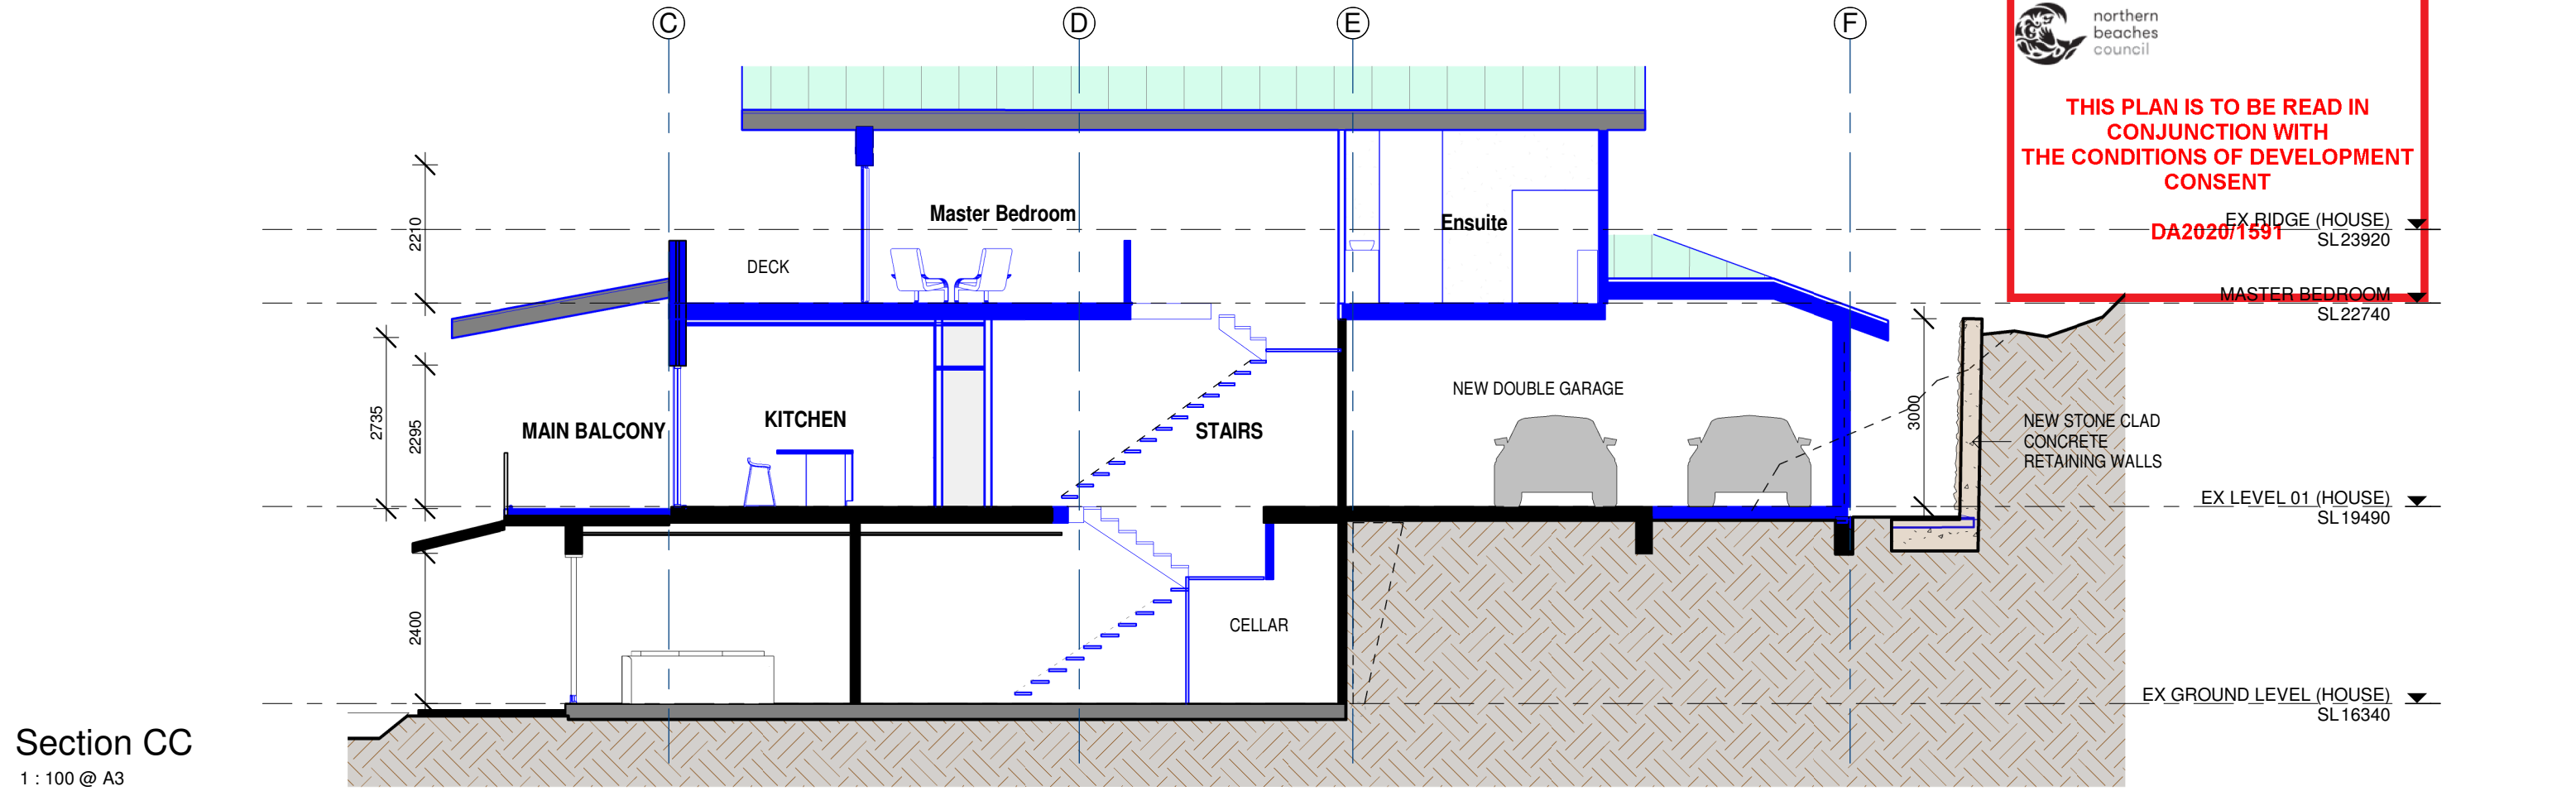 C
D
E
F
northern
beaches
council
THIS PLAN IS TO BE READ IN
CONJUNCTION WITH
THE CONDITIONS OF DEVELOPMENT
CONSENT
DA2020/1591
EX RIDGE (HOUSE)
SL23920
MASTER BEDROOM
SL22740
2210
Master Bedroom
Ensuite
DECK
2735
2295
MAIN BALCONY
KITCHEN
STAIRS
NEW DOUBLE GARAGE
3000
NEW STONE CLAD
CONCRETE
RETAINING WALLS
EX LEVEL 01 (HOUSE)
SL19490
2400
CELLAR
EX GROUND LEVEL (HOUSE)
SL16340
Section CC
1 : 100 @ A3